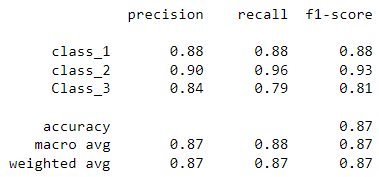 precision recall f1-score
class_1 0.88 0.88 0.88
class_2 0.90 0.96 0.93
Class_3 0.84 0.79 0.81
accuracy 0.87
macro avg 0.87 0.88 0.87
weighted avg 0.87 0.87 0.87